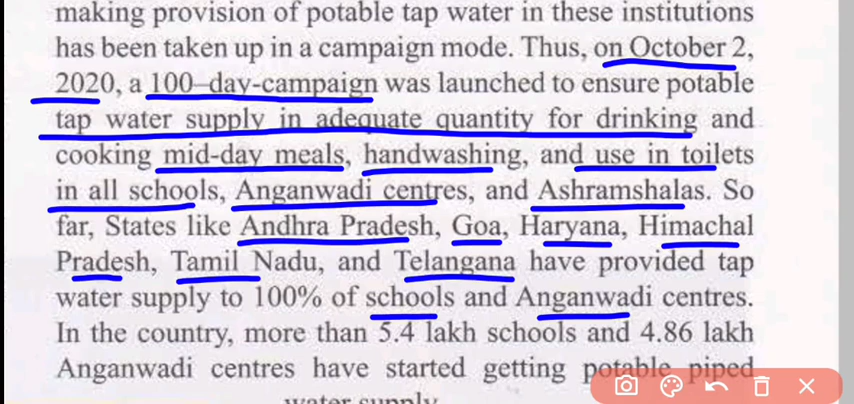 making provision of potable tap water in these institutions
has been taken up in a campaign mode. Thus, on October 2,
2020, a 100–day-campaign was launched to ensure potable
tap water supply in adequate quantity for drinking and
cooking mid-day meals, handwashing, and use in toilets
in all schools, Anganwadi centres, and Ashramshalas. So
far, States like Andhra Pradesh, Goa, Haryana, Himachal
Pradesh, Tamil Nadu, and Telangana have provided tap
water supply to 100% of schools and Anganwadi centres.
In the country, more than 5.4 lakh schools and 4.86 lakh
Anganwadi centres have started getting potable piped
water supply.